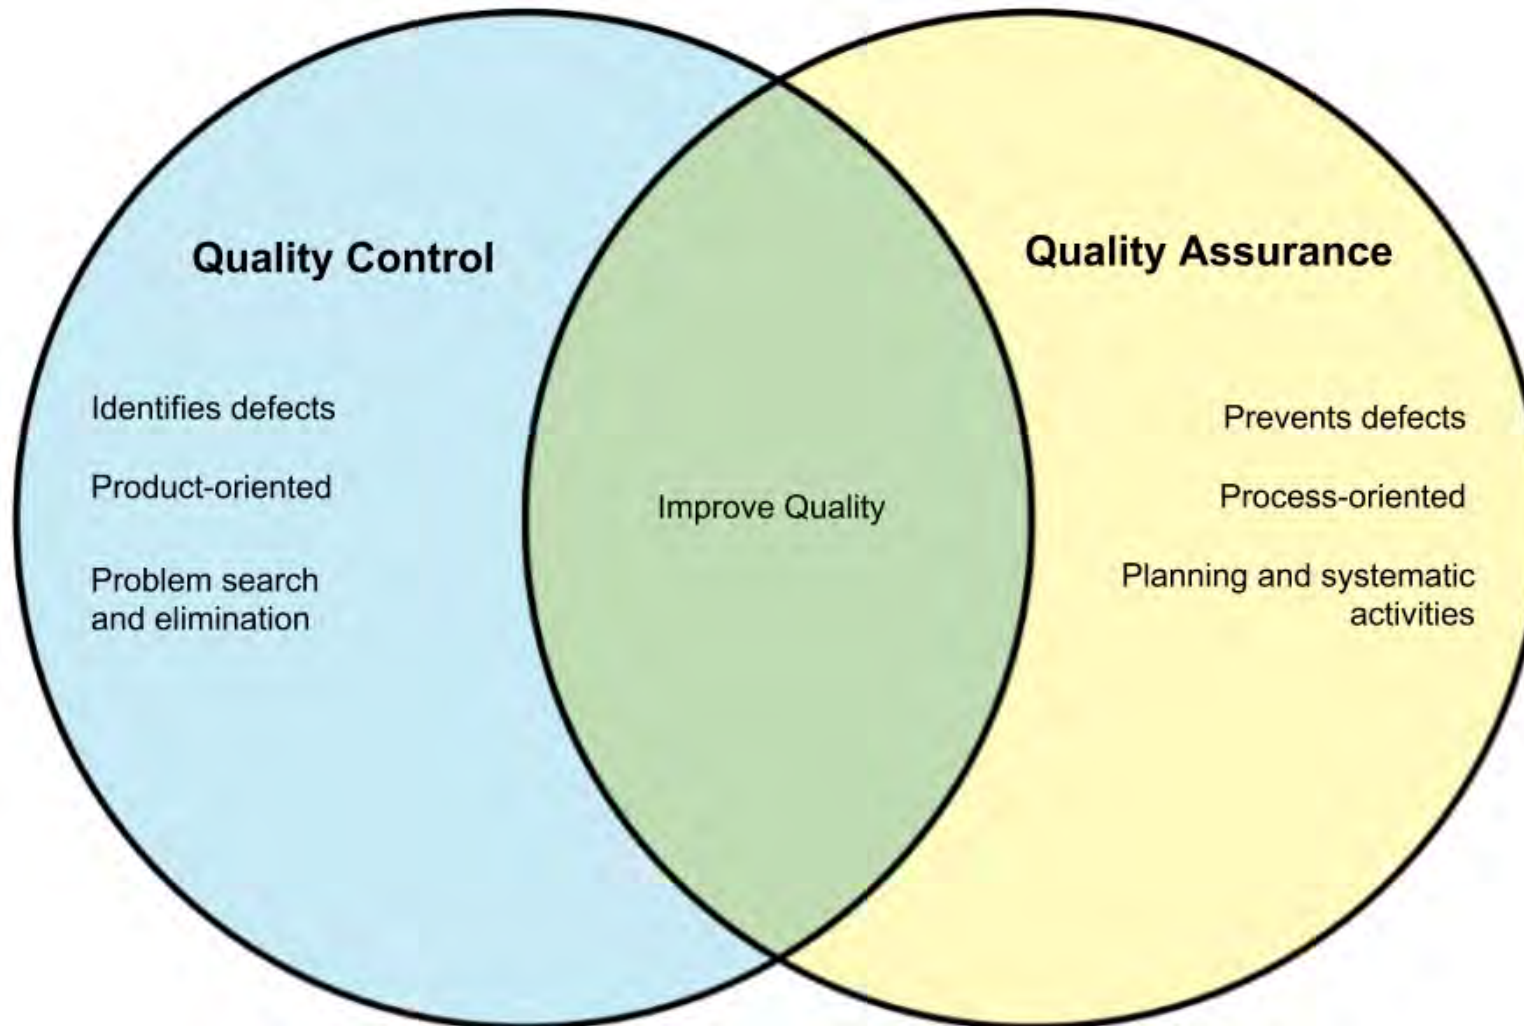 Quality Control
Identifies defects
Product-oriented
Problem search
and elimination
Improve Quality
Quality Assurance
Prevents defects
Process-oriented
Planning and systematic
activities